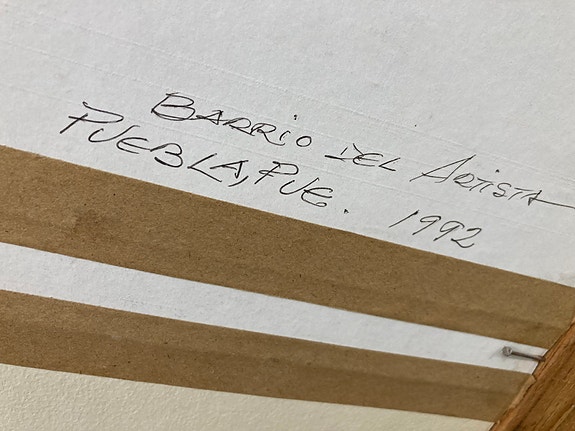 BARRIO DEL ARTISTA
PUEBLA, PUE. 1992